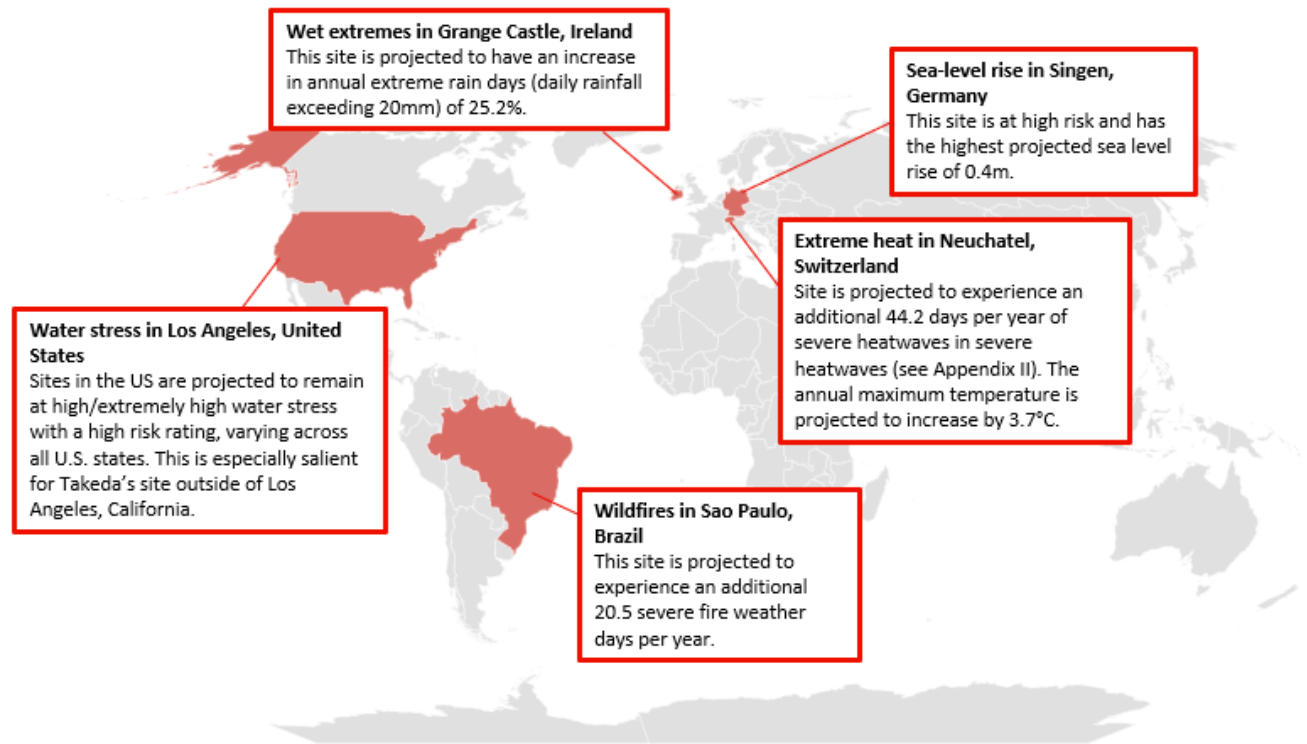 Wet extremes in Grange Castle, Ireland
This site is projected to have an increase
in annual extreme rain days (daily rainfall
exceeding 20mm) of 25.2%.
Sea-level rise in Singen,
Germany
This site is at high risk and has
the highest projected sea level
rise of 0.4m.
Extreme heat in Neuchatel,
Switzerland
Site is projected to experience an
additional 44.2 days per year of
severe heatwaves in severe
heatwaves (see Appendix II). The
annual maximum temperature is
projected to increase by 3.7°C.
Water stress in Los Angeles, United
States
Sites in the US are projected to remain
at high/extremely high water stress
with a high risk rating, varying across
all U.S. states. This is especially salient
for Takeda's site outside of Los
Angeles, California.
Wildfires in Sao Paulo,
Brazil
This site is projected to
experience an additional
20.5 severe fire weather
days per year.